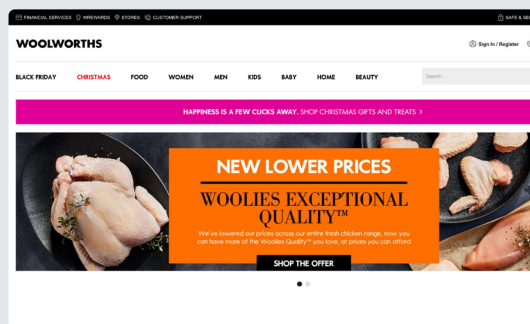 FINANCIAL SERVICES WREWARDS STORES CUSTOMER SUPPORT
WOOLWORTHS
Sign In / Register
BLACK FRIDAY CHRISTMAS FOOD WOMEN MEN KIDS BABY HOME BEAUTY
Search...
HAPPINESS IS A FEW CLICKS AWAY. SHOP CHRISTMAS GIFTS AND TREATS >
NEW LOWER PRICES
WOOLIES EXCEPTIONAL
QUALITY™
We've lowered our prices across our entire fresh chicken range, now you
can have more of the Woolies Quality™ you love, at prices you can afford
SHOP THE OFFER